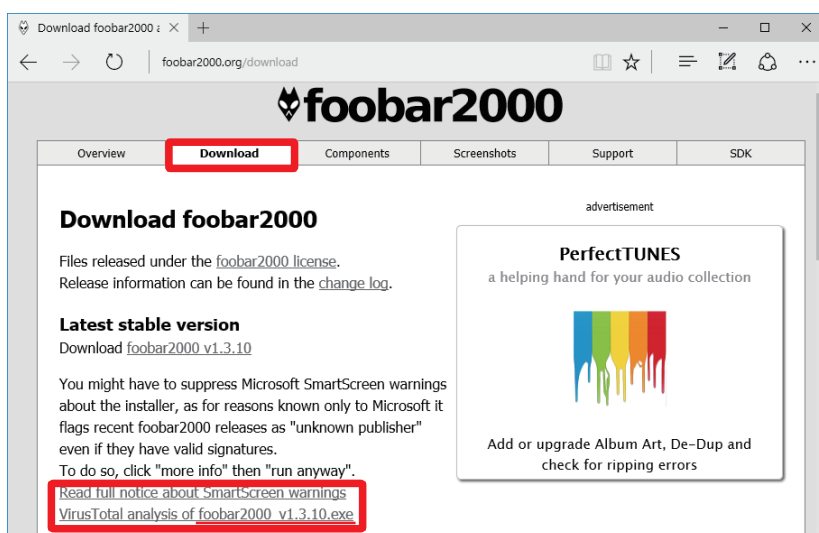 Download foobar2000 a
foobar2000.org/download
foobar2000
Overview Download Components Screenshots Support SDK
advertisement
Download foobar2000
Files released under the foobar2000 license.
Release information can be found in the change log.
Latest stable version
Download foobar2000 v1.3.10
You might have to suppress Microsoft SmartScreen warnings
about the installer, as for reasons known only to Microsoft it
flags recent foobar2000 releases as "unknown publisher"
even if they have valid signatures.
To do so, click "more info" then "run anyway".
Read full notice about SmartScreen warnings
VirusTotal analysis of foobar2000_v1.3.10.exe
PerfectTUNES
a helping hand for your audio collection
Add or upgrade Album Art, De-Dup and
check for ripping errors